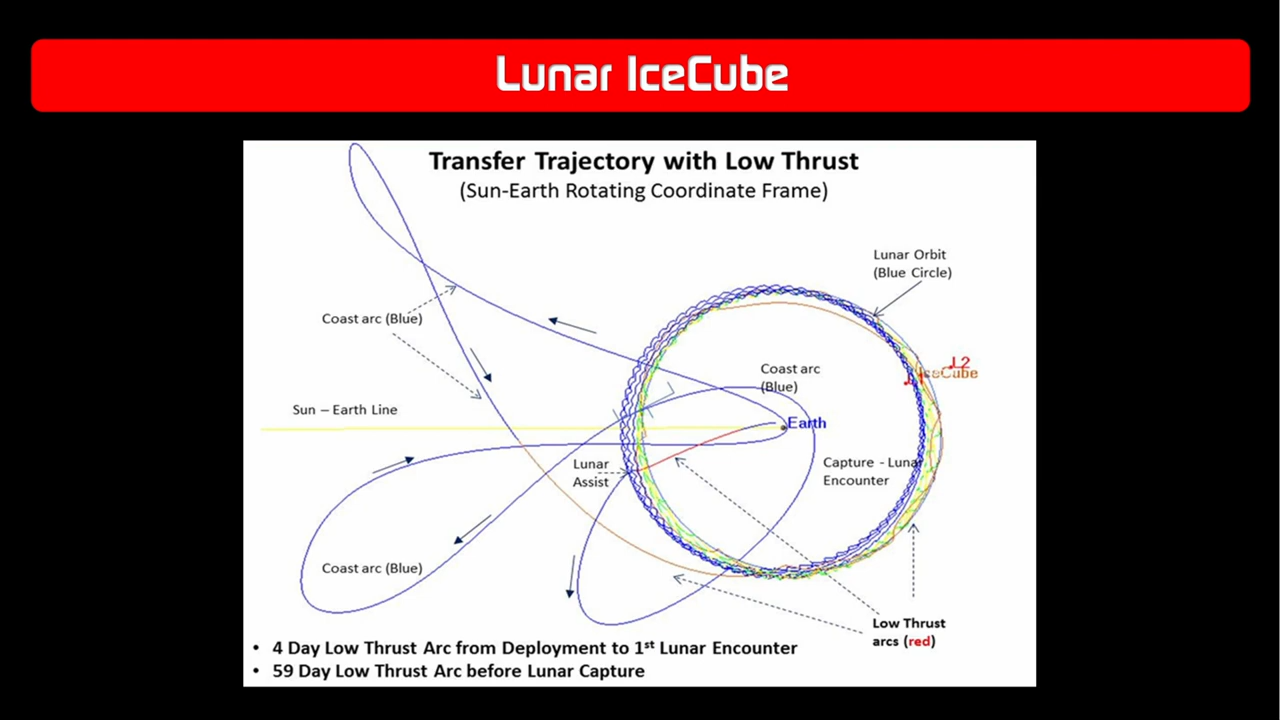 Lunar IceCube
Transfer Trajectory with Low Thrust
(Sun-Earth Rotating Coordinate Frame)
Lunar Orbit
(Blue Circle)
Coast arc (Blue)
L2
L1
IceCube
Coast arc
(Blue)
Sun – Earth Line
Earth
Lunar
Assist
Capture - Lunar
Encounter
Coast arc (Blue)
Low Thrust
arcs (red)
• 4 Day Low Thrust Arc from Deployment to 1st Lunar Encounter
• 59 Day Low Thrust Arc before Lunar Capture